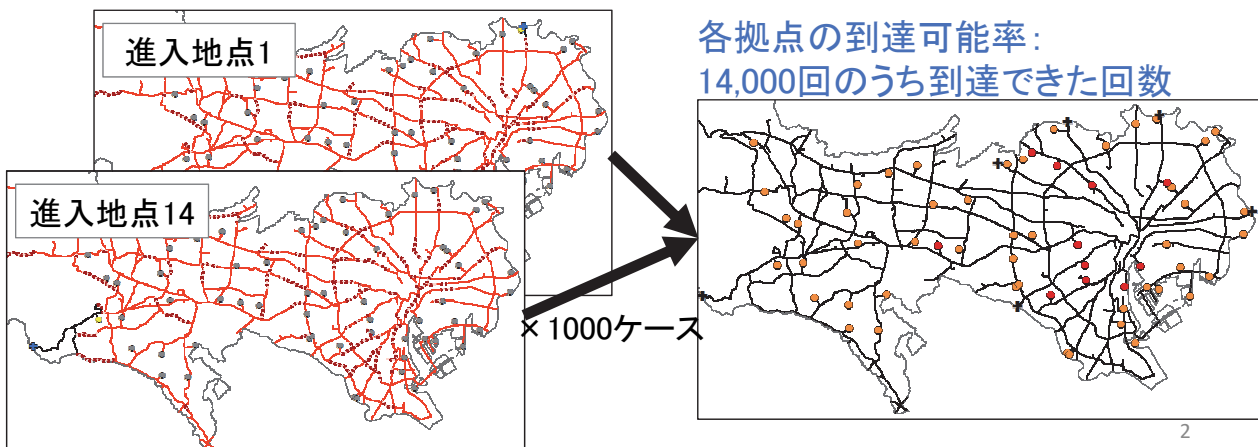 進入地点1
進入地点14
各拠点の到達可能率：
14,000回のうち到達できた回数
×1000ケース
2